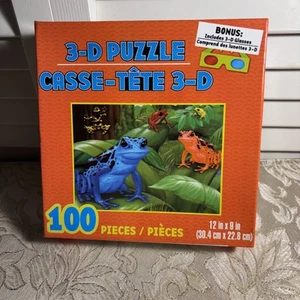 BONUS:
Includes 3-D Glasses
Comprend des lunettes 3-D
3-D PUZZLE
CASSE-TÊTE 3-D
100 PIECES / PIÈCES
12 in x 9 in
(30.4 cm x 22.8 cm)